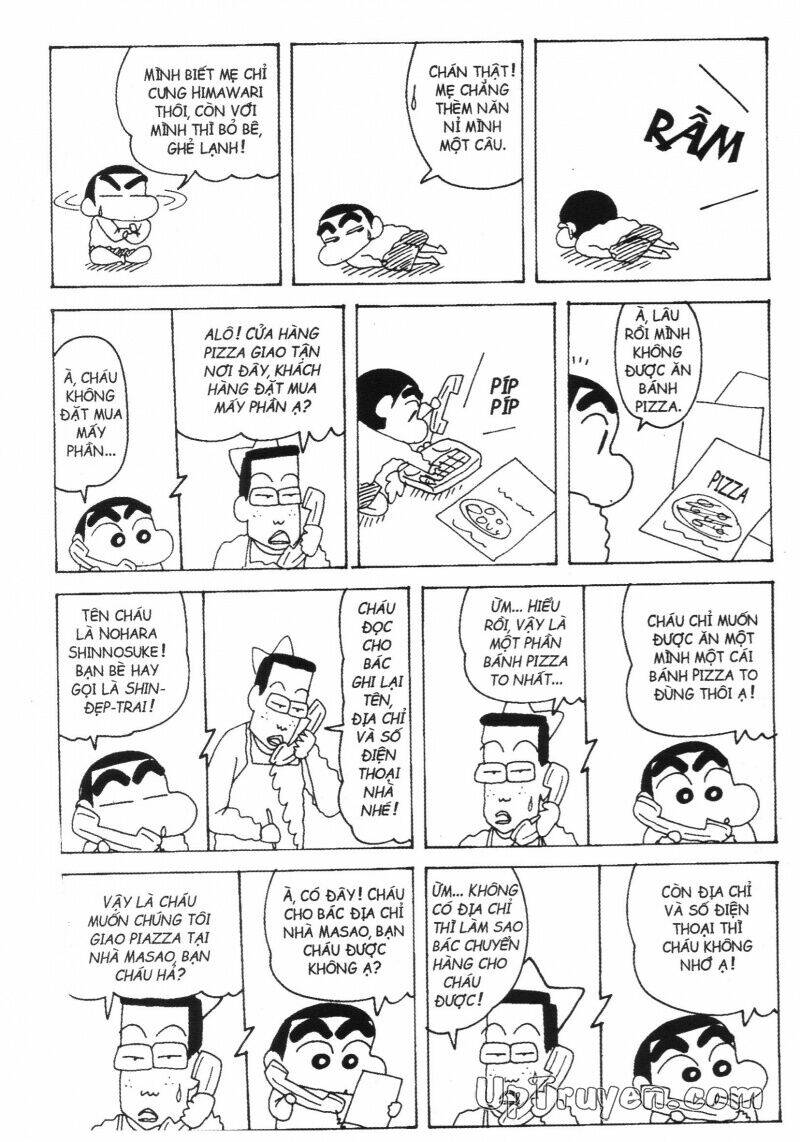 RẦM
CHÁN THẬT!
MẸ CHẲNG
THÈM NĂN
NỈ MÌNH
MỘT CÂU.
MÌNH BIẾT MẸ CHỈ
CƯNG HIMAWARI
THÔI, CÒN VỚI
MÌNH THÌ BỎ BÊ,
GHẺ LẠNH!
À, LÂU
RỒI MÌNH
KHÔNG
ĐƯỢC ĂN
BÁNH
PIZZA.
PIZZA
PÍP
PÍP
ALÔ! CỬA HÀNG
PIZZA GIAO TẬN
NƠI ĐÂY, KHÁCH
HÀNG ĐẶT MUA
MẤY PHẦN Ạ?
À, CHÁU
KHÔNG
ĐẶT MUA
MẤY
PHẦN...
CHÁU CHỈ MUỐN
ĐƯỢC ĂN MỘT
MÌNH MỘT CÁI
BÁNH PIZZA TO
ĐÙNG THÔI Ạ!
ỪM... HIỂU
RỒI, VẬY LÀ
MỘT PHẦN
BÁNH PIZZA
TO NHẤT...
CHÁU
ĐỌC
CHO
BÁC
GHI LẠI
TÊN,
ĐỊA CHỈ
VÀ SỐ
ĐIỆN
THOẠI
NHÀ
NHÉ!
TÊN CHÁU
LÀ NOHARA
SHINNOSUKE!
BẠN BÈ HAY
GỌI LÀ SHIN-
ĐẸP-TRAI!
CÒN ĐỊA CHỈ
VÀ SỐ ĐIỆN
THOẠI THÌ
CHÁU KHÔNG
NHỚ Ạ!
ỪM... KHÔNG
CÓ ĐỊA CHỈ
THÌ LÀM SAO
BÁC CHUYỂN
HÀNG CHO
CHÁU
ĐƯỢC!
À, CÓ ĐÂY! CHÁU
CHO BÁC ĐỊA CHỈ
NHÀ MASAO, BẠN
CHÁU ĐƯỢC
KHÔNG Ạ?
VẬY LÀ CHÁU
MUỐN CHÚNG TÔI
GIAO PIAZZA TẠI
NHÀ MASAO, BẠN
CHÁU HẢ?
UpTruyen.com